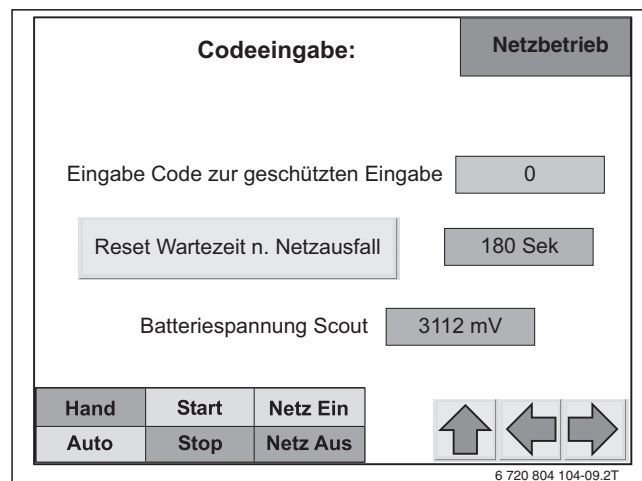 Codeeingabe:
Netzbetrieb
Eingabe Code zur geschützten Eingabe 0
Reset Wartezeit n. Netzausfall 180 Sek
Batteriespannung Scout 3112 mV
Hand Start Netz Ein
Auto Stop Netz Aus
6 720 804 104-09.2T